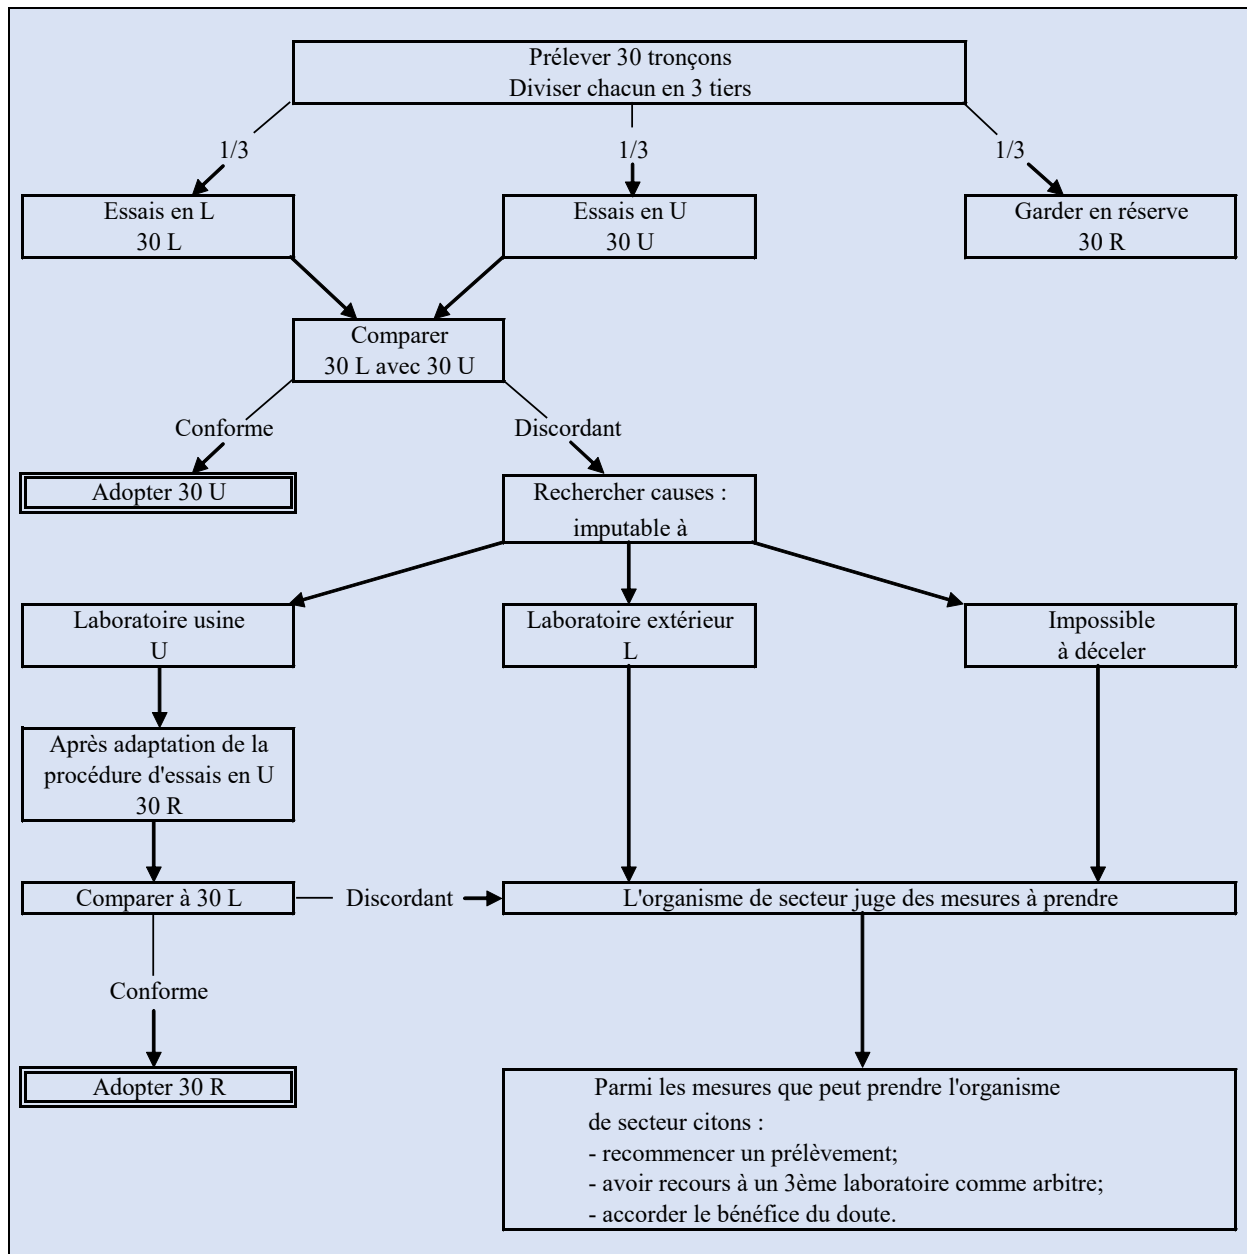 Prélever 30 tronçons
Diviser chacun en 3 tiers
1/3
1/3
1/3
Essais en L
30 L
Essais en U
30 U
Garder en réserve
30 R
Comparer
30 L avec 30 U
Conforme
Discordant
Adopter 30 U
Rechercher causes :
imputable à
Laboratoire usine
U
Laboratoire extérieur
L
Impossible
à déceler
Après adaptation de la
procédure d'essais en U
30 R
Comparer à 30 L
Discordant
L'organisme de secteur juge des mesures à prendre
Conforme
Adopter 30 R
Parmi les mesures que peut prendre l'organisme
de secteur citons :
- recommencer un prélèvement;
- avoir recours à un 3ème laboratoire comme arbitre;
- accorder le bénéfice du doute.